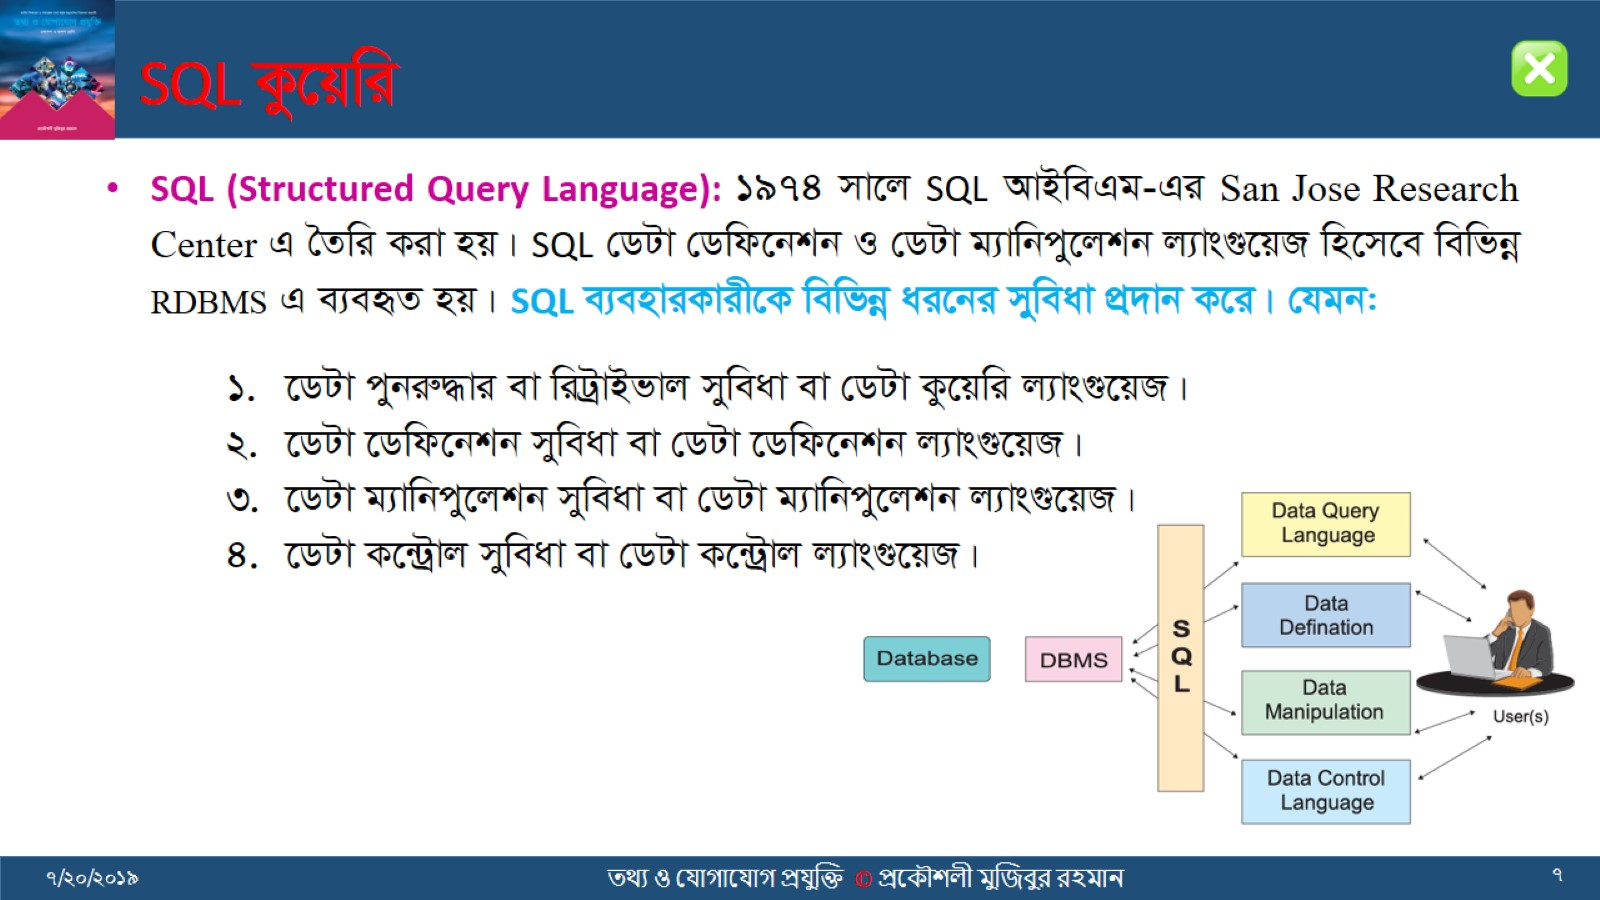 তথ্য ও যোগাযোগ প্রযুক্তি
SQL কুয়েরি
• SQL (Structured Query Language): ১৯৭৪ সালে SQL আইবিএম-এর San Jose Research
Center এ তৈরি করা হয়। SQL ডেটা ডেফিনেশন ও ডেটা ম্যানিপুলেশন ল্যাংগুয়েজ হিসেবে বিভিন্ন
RDBMS এ ব্যবহৃত হয়। SQL ব্যবহারকারীকে বিভিন্ন ধরনের সুবিধা প্রদান করে। যেমন:
১. ডেটা পুনরুদ্ধার বা রিট্রাইভাল সুবিধা বা ডেটা কুয়েরি ল্যাংগুয়েজ।
২. ডেটা ডেফিনেশন সুবিধা বা ডেটা ডেফিনেশন ল্যাংগুয়েজ।
৩. ডেটা ম্যানিপুলেশন সুবিধা বা ডেটা ম্যানিপুলেশন ল্যাংগুয়েজ।
৪. ডেটা কন্ট্রোল সুবিধা বা ডেটা কন্ট্রোল ল্যাংগুয়েজ।
Database
DBMS
S
Q
L
Data Query
Language
Data
Defination
Data
Manipulation
Data Control
Language
User(s)
৭/২০/২০১৯
তথ্য ও যোগাযোগ প্রযুক্তি © প্রকৌশলী মুজিবুর রহমান
৭